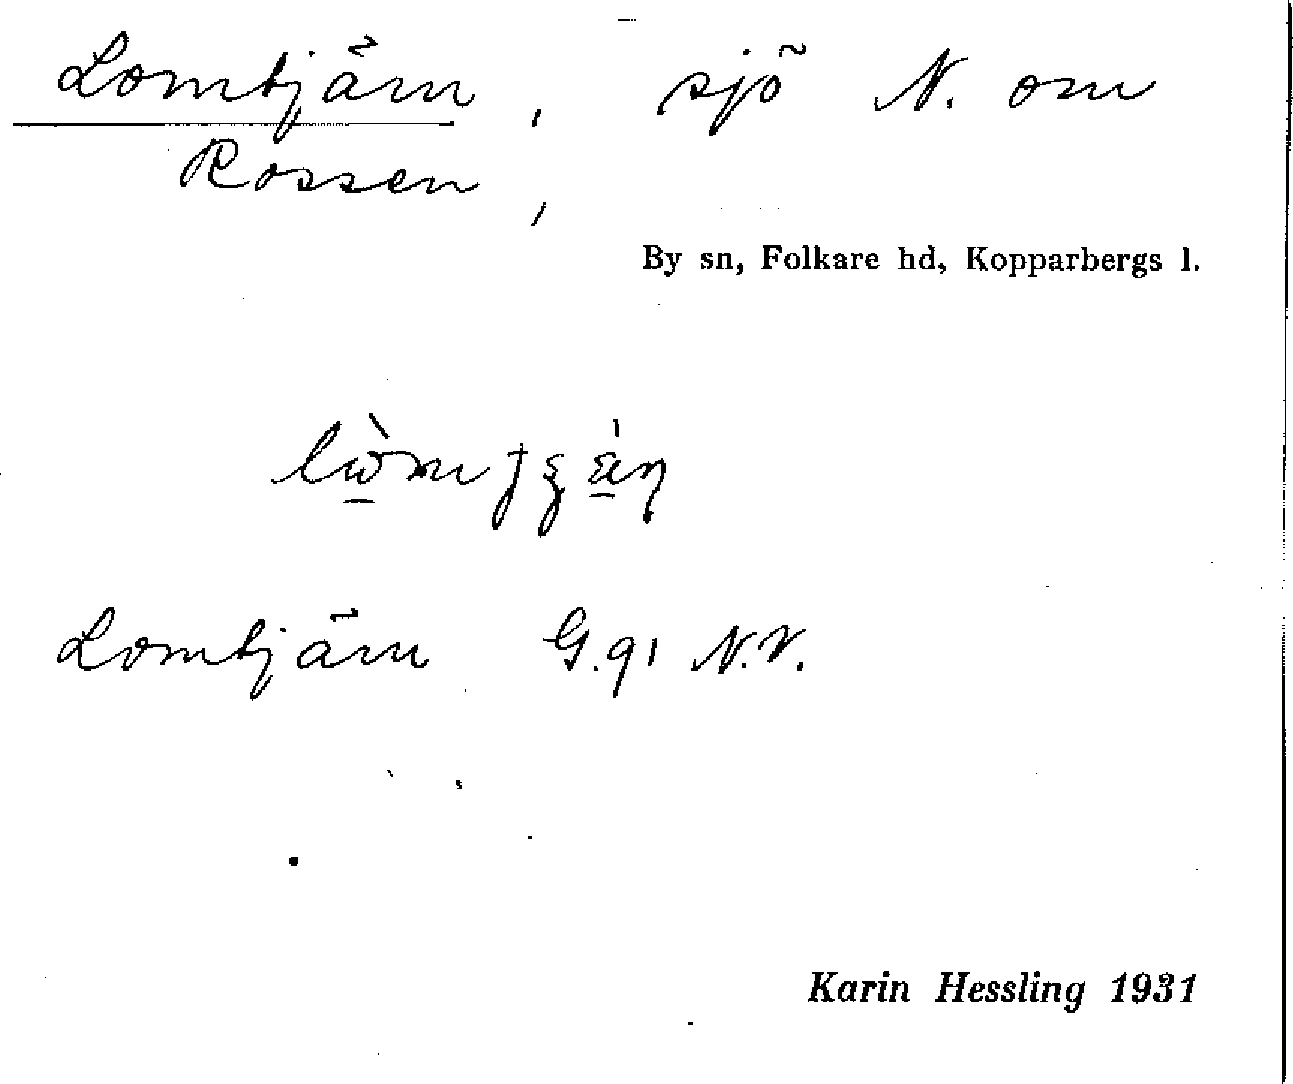 Lomtjärn, sjö N. om
Rossen,
By sn, Folkare hd, Kopparbergs l.
Lomtjärn G.91 N.V.
Karin Hessling 1931